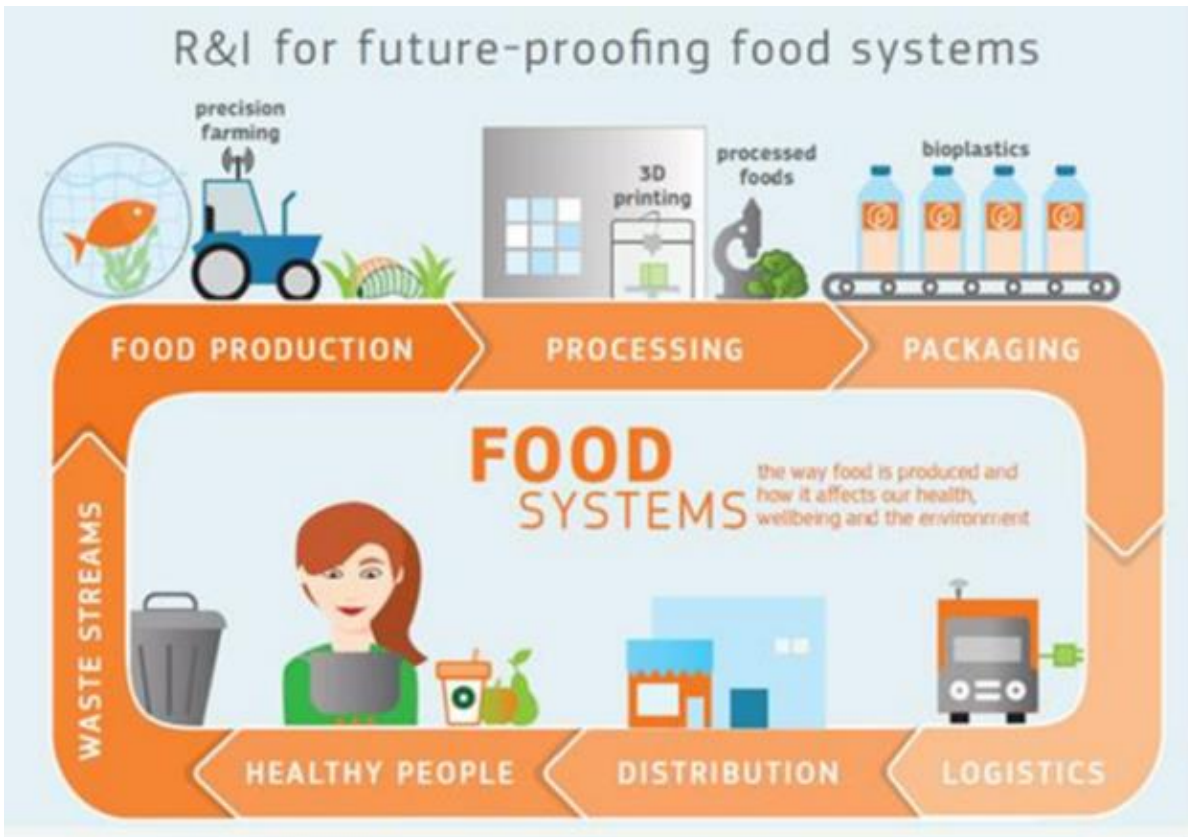 R&I for future-proofing food systems
precision
farming
3D
printing
processed
foods
bioplastics
FOOD PRODUCTION
PROCESSING
PACKAGING
FOOD
SYSTEMS
the way food is produced and
how it affects our health,
wellbeing and the environment
WASTE STREAMS
HEALTHY PEOPLE
DISTRIBUTION
LOGISTICS